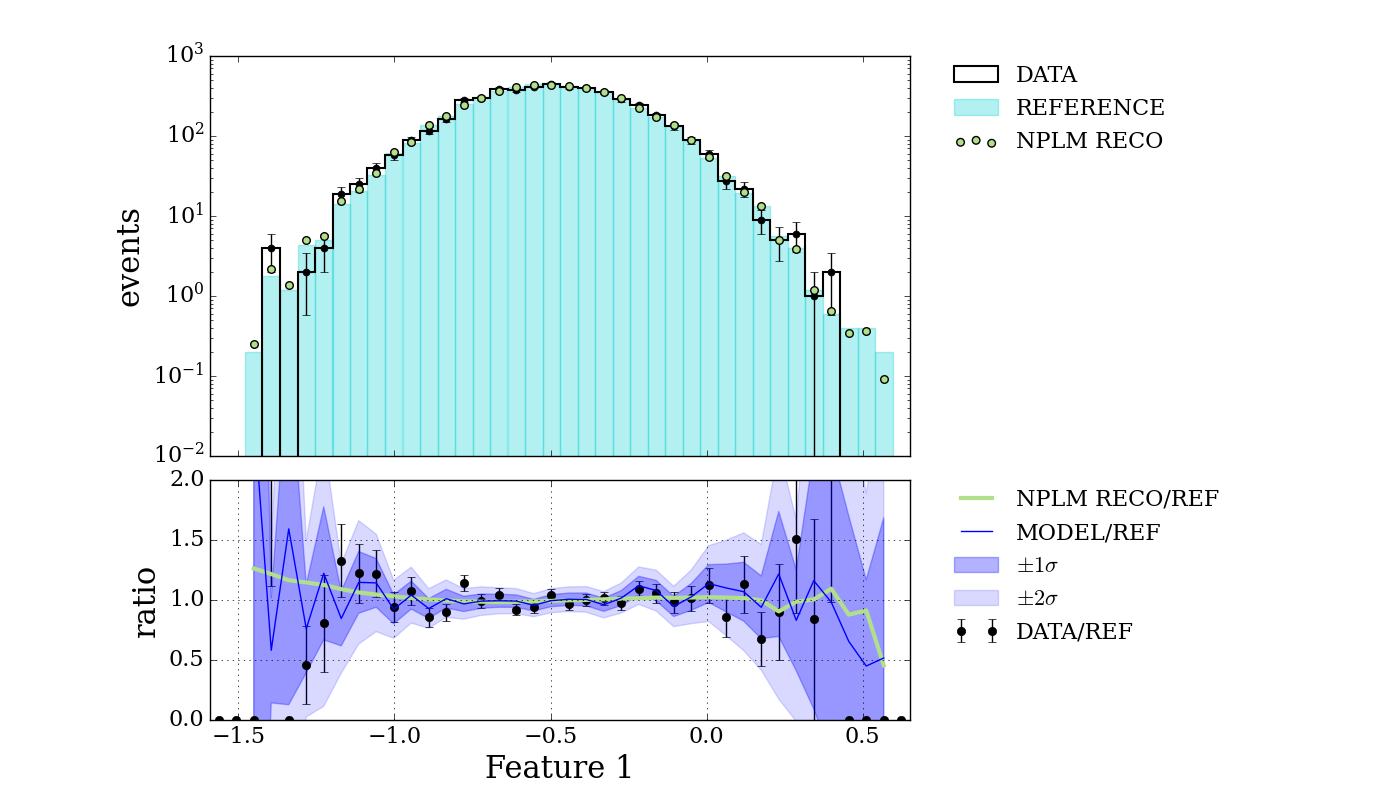 10³
10²
10¹
10⁰
10⁻¹
10⁻²
events
DATA
REFERENCE
NPLM RECO
2.0
1.5
1.0
0.5
0.0
ratio
NPLM RECO/REF
MODEL/REF
±1σ
±2σ
DATA/REF
−1.5 −1.0 −0.5 0.0 0.5
Feature 1